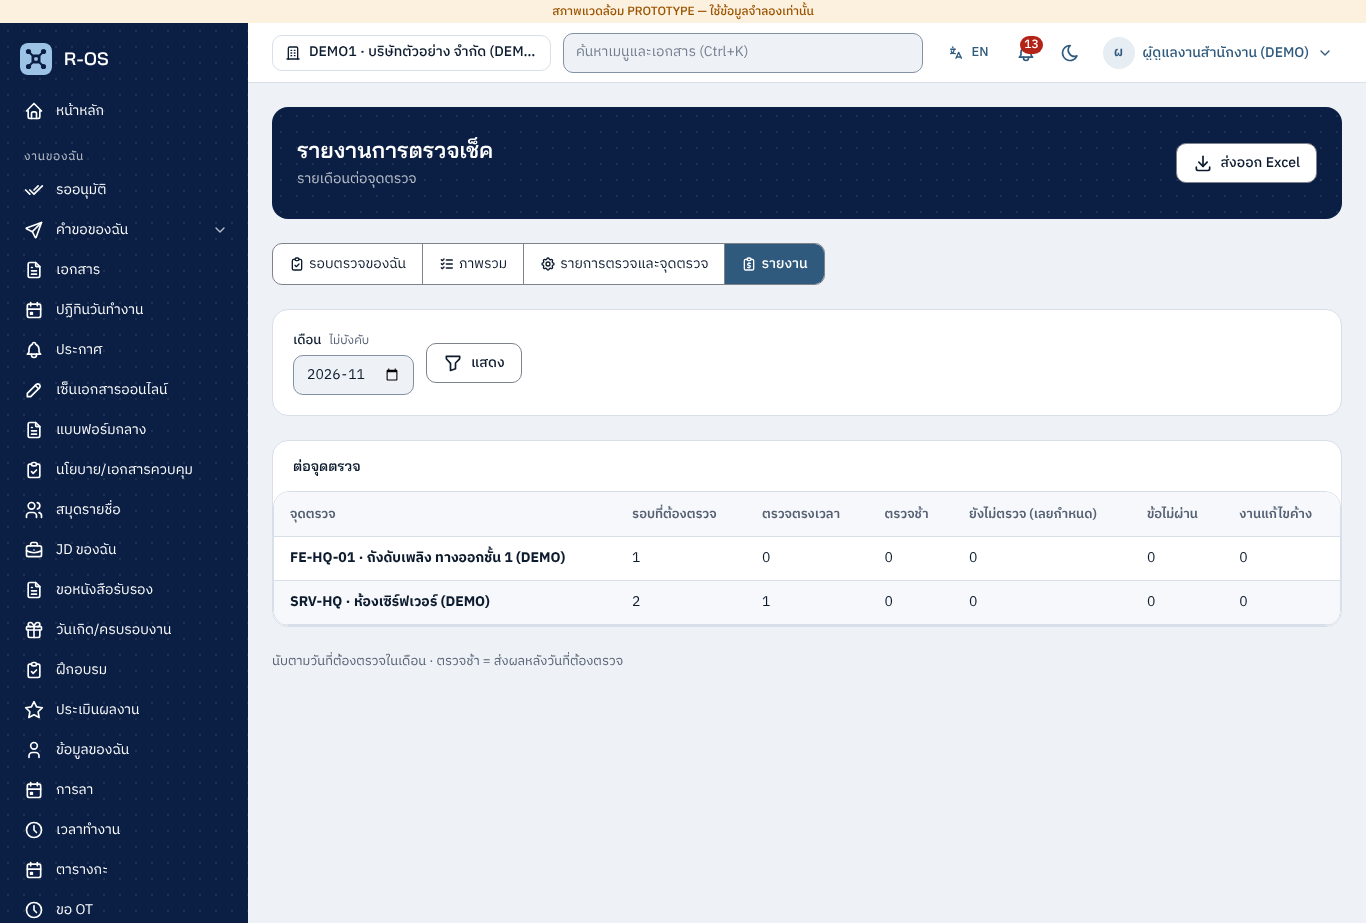 สภาพแวดล้อม PROTOTYPE — ใช้ข้อมูลจำลองเท่านั้น
R-OS
DEMO1 · บริษัทตัวอย่าง จำกัด (DEM...
ค้นหาเมนูและเอกสาร (Ctrl+K)
EN
13
ผ
ผู้ดูแลงานสำนักงาน (DEMO)
หน้าหลัก
งานของฉัน
รออนุมัติ
คำขอของฉัน
เอกสาร
ปฏิทินวันทำงาน
ประกาศ
เซ็นเอกสารออนไลน์
แบบฟอร์มกลาง
นโยบาย/เอกสารควบคุม
สมุดรายชื่อ
JD ของฉัน
ขอหนังสือรับรอง
วันเกิด/ครบรอบงาน
ฝึกอบรม
ประเมินผลงาน
ข้อมูลของฉัน
การลา
เวลาทำงาน
ตารางกะ
ขอ OT
รายงานการตรวจเช็ค
รายเดือนต่อจุดตรวจ
ส่งออก Excel
รอบตรวจของฉัน
ภาพรวม
รายการตรวจและจุดตรวจ
รายงาน
เดือน ไม่บังคับ
2026-11
แสดง
ต่อจุดตรวจ
จุดตรวจ รอบที่ต้องตรวจ ตรวจตรงเวลา ตรวจช้า ยังไม่ตรวจ (เลยกำหนด) ข้อไม่ผ่าน งานแก้ไขค้าง
FE-HQ-01 · ถังดับเพลิง ทางออกชั้น 1 (DEMO) 1 0 0 0 0 0
SRV-HQ · ห้องเซิร์ฟเวอร์ (DEMO) 2 1 0 0 0 0
นับตามวันที่ต้องตรวจในเดือน · ตรวจช้า = ส่งผลหลังวันที่ต้องตรวจ